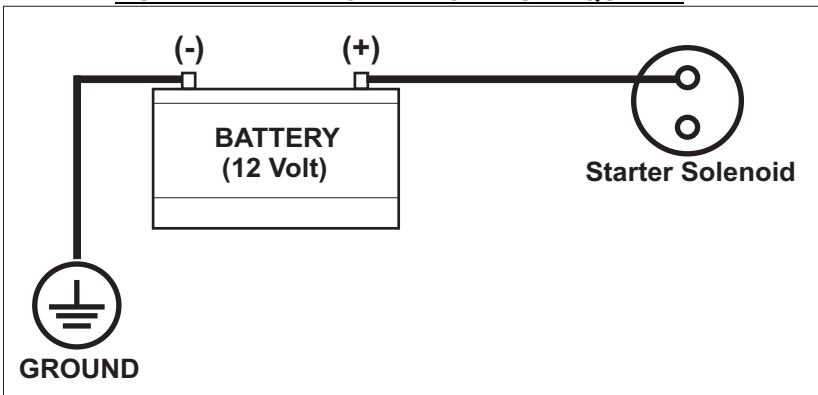 (-) (+)
BATTERY
(12 Volt)
Starter Solenoid
GROUND